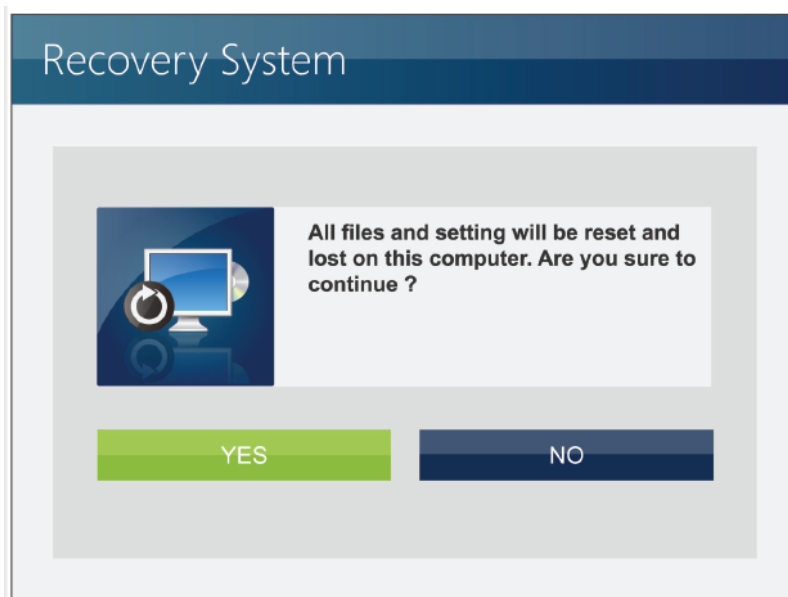 Recovery System
All files and setting will be reset and
lost on this computer. Are you sure to
continue ?
YES
NO